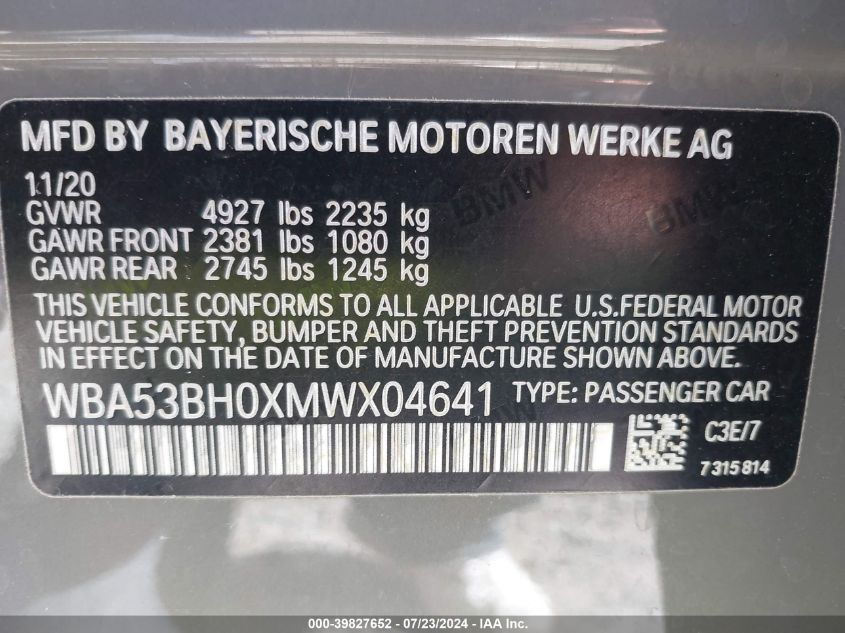 MFD BY BAYERISCHE MOTOREN WERKE AG
11/20
GVWR 4927 lbs 2235 kg
GAWR FRONT 2381 lbs 1080 kg
GAWR REAR 2745 lbs 1245 kg
BMW BMW
THIS VEHICLE CONFORMS TO ALL APPLICABLE U.S.FEDERAL MOTOR
VEHICLE SAFETY, BUMPER AND THEFT PREVENTION STANDARDS
IN EFFECT ON THE DATE OF MANUFACTURE SHOWN ABOVE.
WBA53BH0XMWX04641 TYPE: PASSENGER CAR
C3E/7
7315814
000-39827652 / 07/23/2024 - IAA Inc.